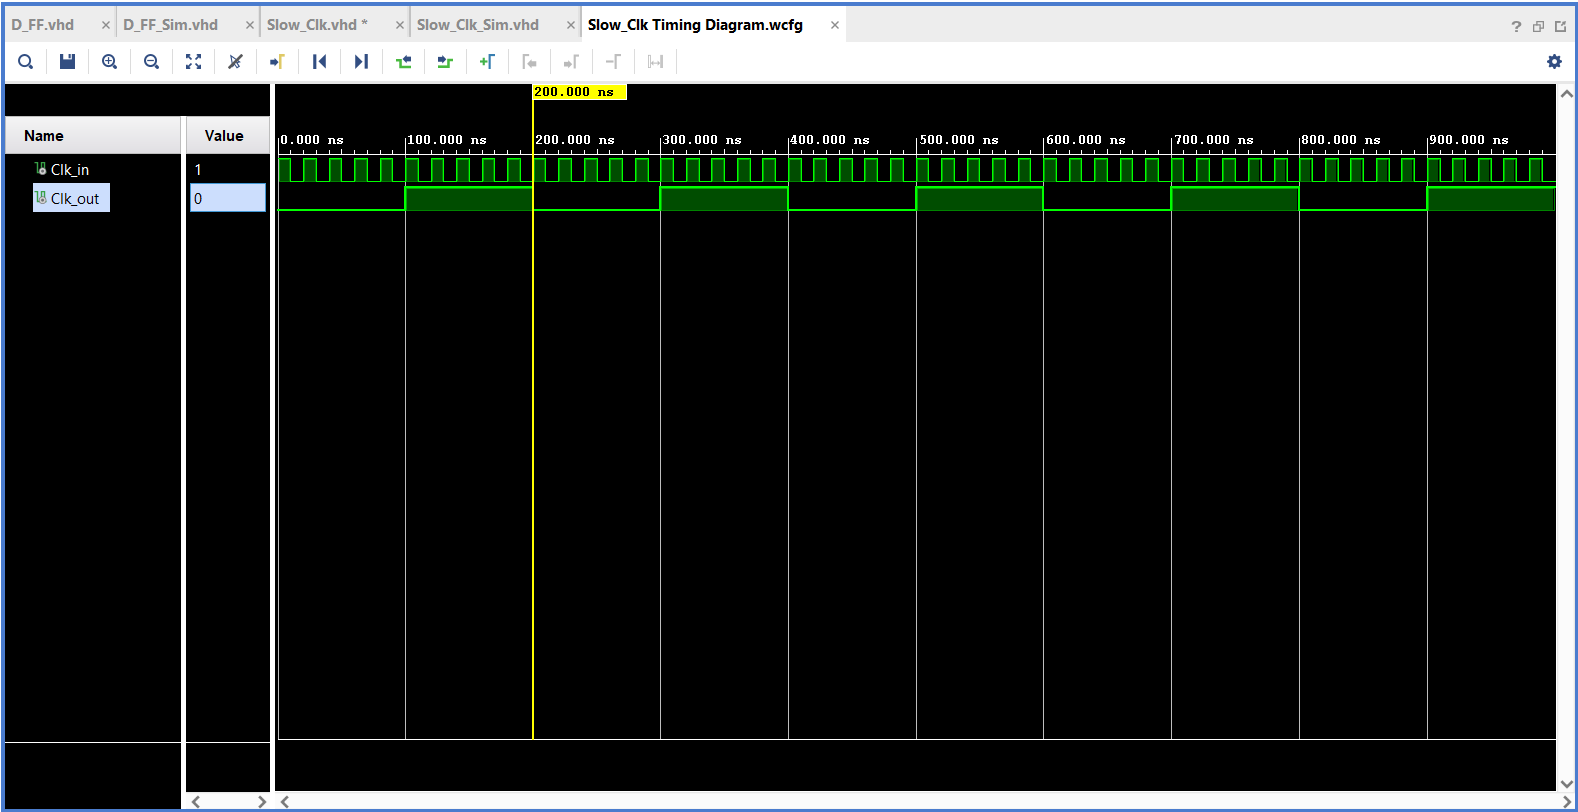 D_FF.vhd × D_FF_Sim.vhd × Slow_Clk.vhd * × Slow_Clk_Sim.vhd × Slow_Clk Timing Diagram.wcfg ×
?
200.000 ns
Name Value
0.000 ns 100.000 ns 200.000 ns 300.000 ns 400.000 ns 500.000 ns 600.000 ns 700.000 ns 800.000 ns 900.000 ns
Clk_in 1
Clk_out 0